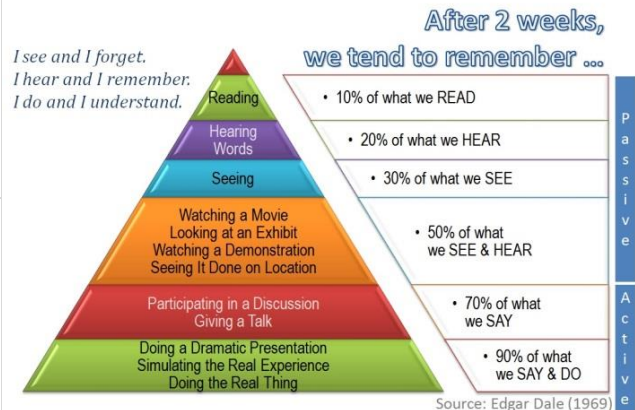 After 2 weeks,
we tend to remember ...
I see and I forget.
I hear and I remember.
I do and I understand.
Reading
• 10% of what we READ
Hearing
Words
• 20% of what we HEAR
Seeing
• 30% of what we SEE
Watching a Movie
Looking at an Exhibit
Watching a Demonstration
Seeing It Done on Location
• 50% of what
we SEE & HEAR
Participating in a Discussion
Giving a Talk
• 70% of what
we SAY
Doing a Dramatic Presentation
Simulating the Real Experience
Doing the Real Thing
• 90% of what
we SAY & DO
Passive
Active
Source: Edgar Dale (1969)